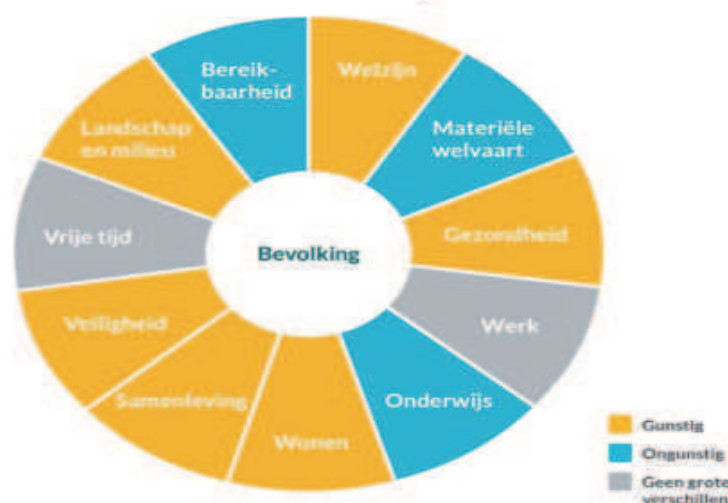 Bereik-
baarheid
Welzijn
Materiële
welvaart
Gezondheid
Werk
Onderwijs
Wonen
Samenleving
Veiligheid
Vrije tijd
Landschap
en milieu
Bevolking
Gunstig
Ongunstig
Geen grote
verschillen